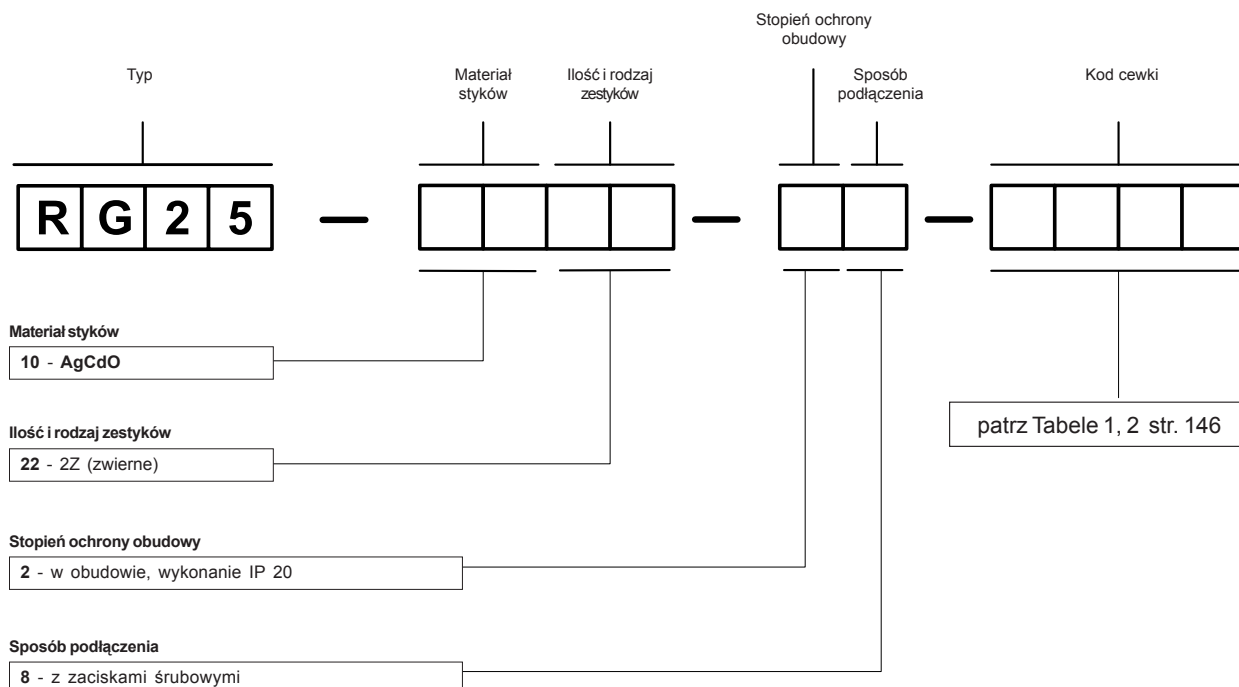 Stopień ochrony
obudowy
Typ
Materiał
styków
Ilość i rodzaj
zestyków
Sposób
podłączenia
Kod cewki
R G 2 5 — — —
Materiał styków
10 - AgCdO
patrz Tabele 1, 2 str. 146
Ilość i rodzaj zestyków
22 - 2Z (zwierne)
Stopień ochrony obudowy
2 - w obudowie, wykonanie IP 20
Sposób podłączenia
8 - z zaciskami śrubowymi